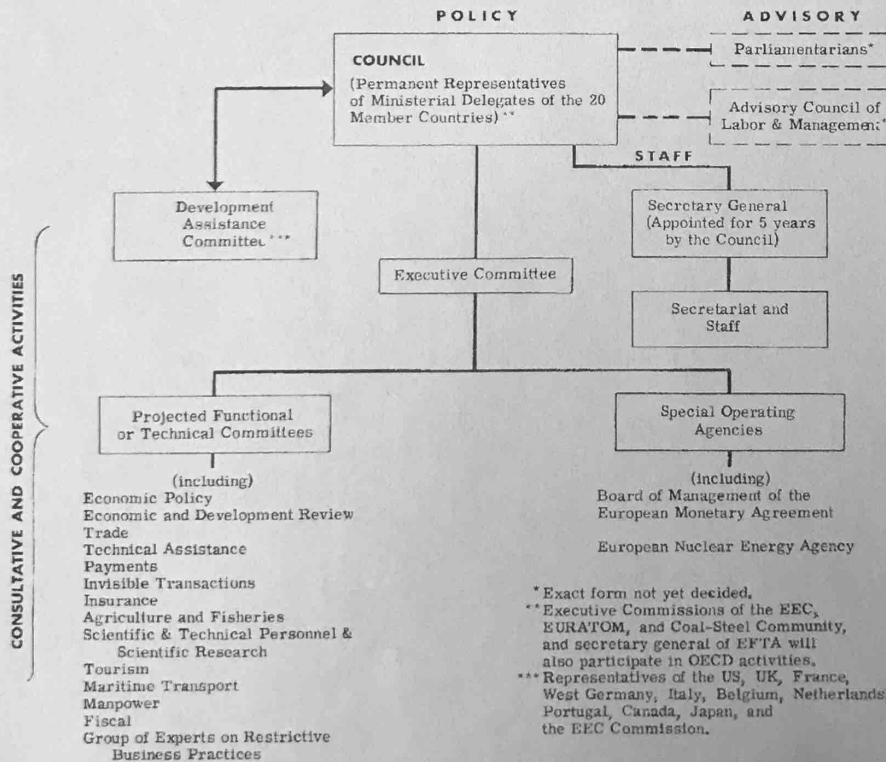 POLICY
ADVISORY
COUNCIL
(Permanent Representatives
of Ministerial Delegates of the 20
Member Countries) **
Parliamentarians*
Advisory Council of
Labor & Management*
STAFF
Development
Assistance
Committee ***
Secretary General
(Appointed for 5 years
by the Council)
Executive Committee
Secretariat and
Staff
CONSULTATIVE AND COOPERATIVE ACTIVITIES
Projected Functional
or Technical Committees
(including)
Economic Policy
Economic and Development Review
Trade
Technical Assistance
Payments
Invisible Transactions
Insurance
Agriculture and Fisheries
Scientific & Technical Personnel &
Scientific Research
Tourism
Maritime Transport
Manpower
Fiscal
Group of Experts on Restrictive
Business Practices
Special Operating
Agencies
(including)
Board of Management of the
European Monetary Agreement
European Nuclear Energy Agency
* Exact form not yet decided.
** Executive Commissions of the EEC,
EURATOM, and Coal-Steel Community,
and secretary general of EFTA will
also participate in OECD activities.
*** Representatives of the US, UK, France,
West Germany, Italy, Belgium, Netherlands
Portugal, Canada, Japan, and
the EEC Commission.